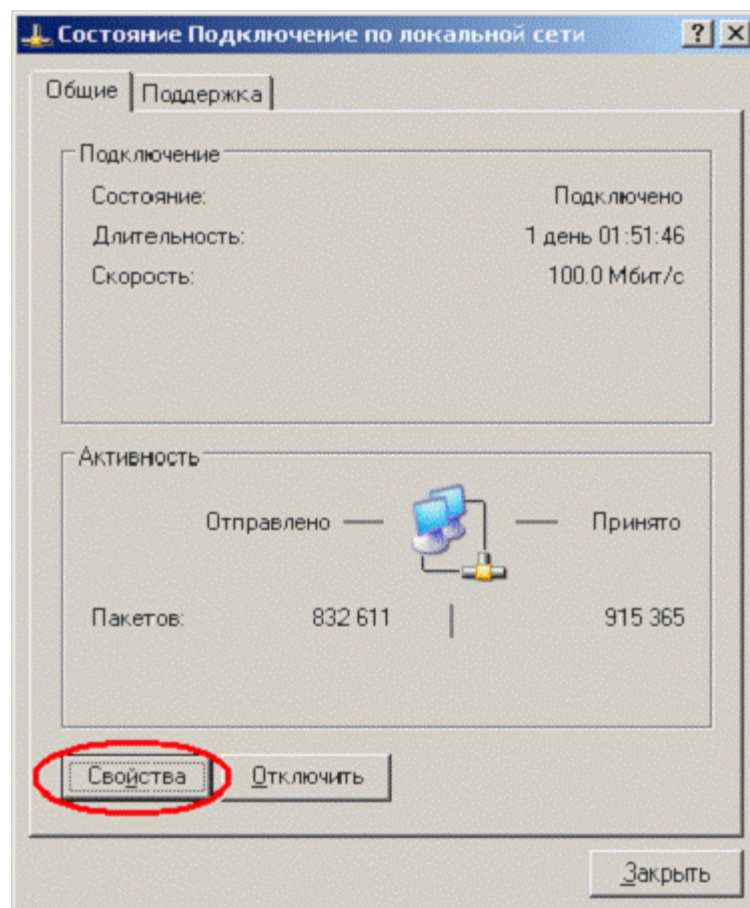 Состояние Подключение по локальной сети
Общие Поддержка
Подключение
Состояние: Подключено
Длительность: 1 день 01:51:46
Скорость: 100.0 Мбит/с
Активность
Отправлено — — Принято
Пакетов: 832 611 | 915 365
Свойства Отключить
Закрыть